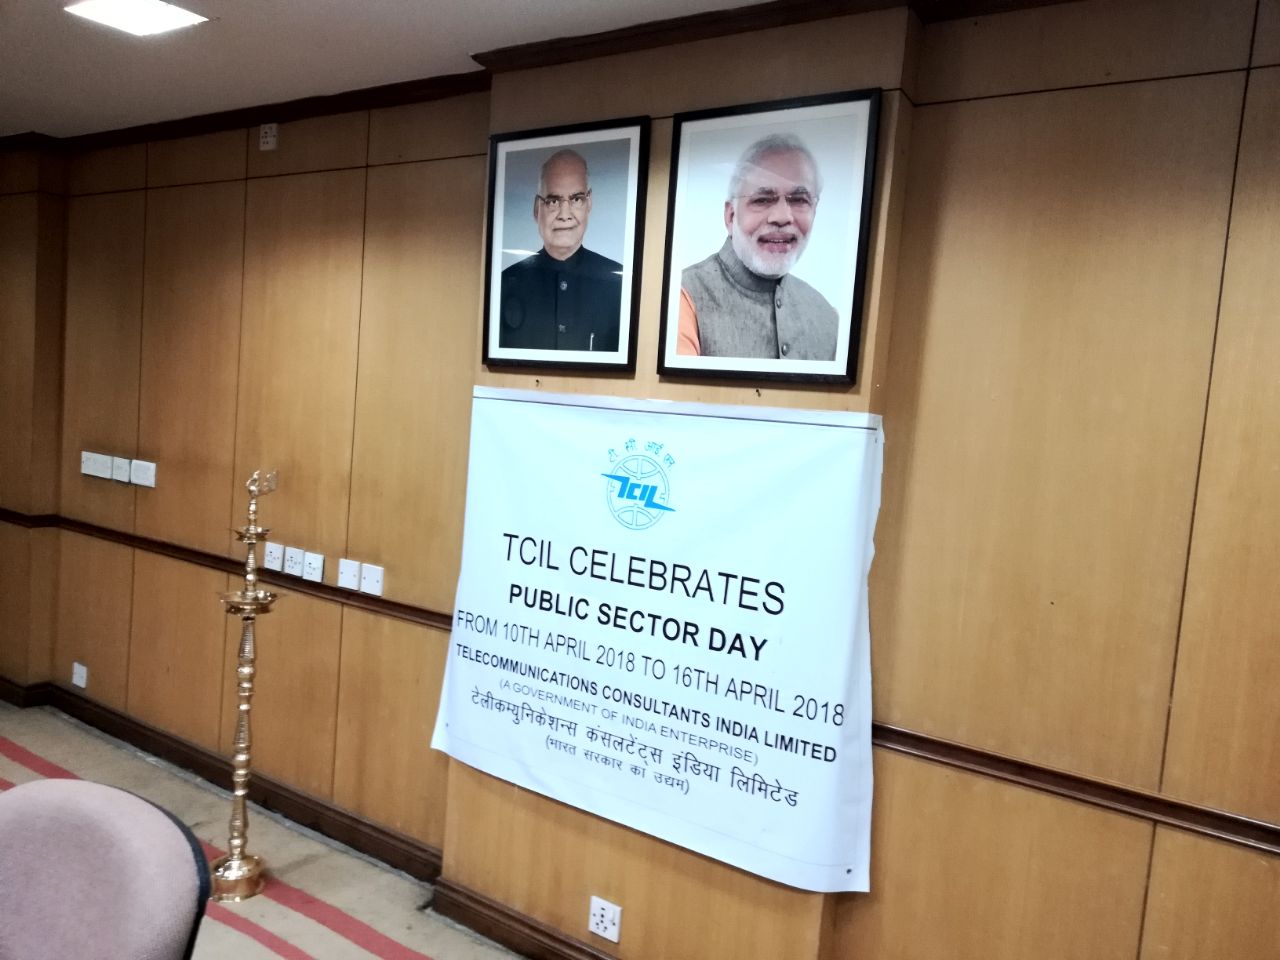 टी सी आई एल
TCIL
TCIL CELEBRATES
PUBLIC SECTOR DAY
FROM 10TH APRIL 2018 TO 16TH APRIL 2018
TELECOMMUNICATIONS CONSULTANTS INDIA LIMITED
(A GOVERNMENT OF INDIA ENTERPRISE)
टेलीकम्युनिकेशन्स कंसलटेंट्स इंडिया लिमिटेड
(भारत सरकार का उद्यम)